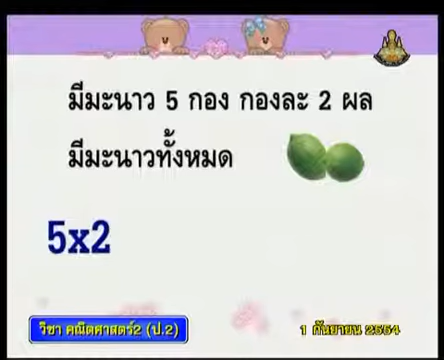 มีมะนาว 5 กอง กองละ 2 ผล
มีมะนาวทั้งหมด
5x2
วิชา คณิตศาสตร์2 (ป.2)
1 กันยายน 2554